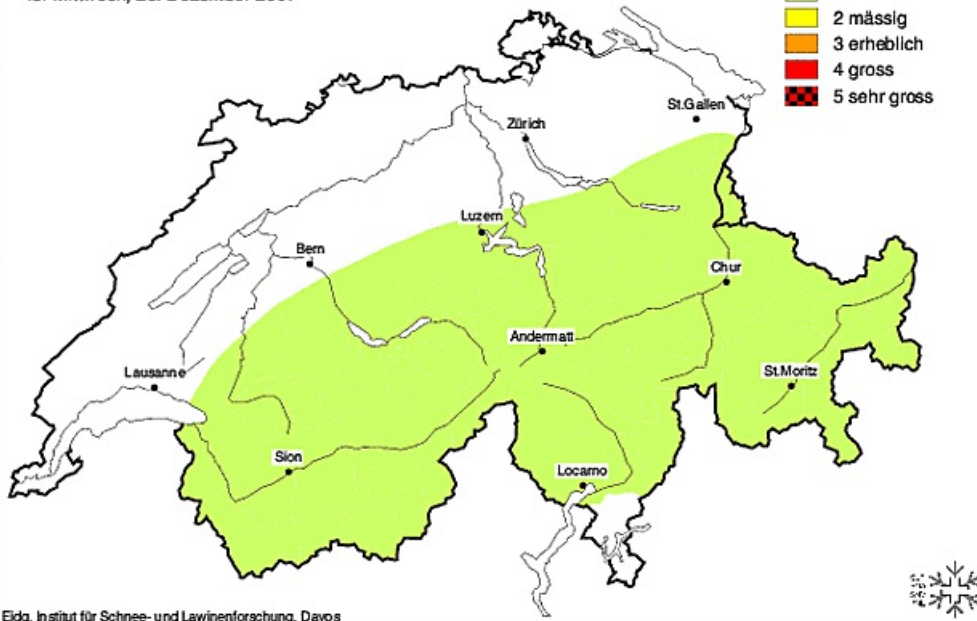 2 mässig
3 erheblich
4 gross
5 sehr gross
St.Gallen
Zürich
Luzern
Bern
Chur
Andermatt
Lausanne
St.Moritz
Sion
Locarno
Eidg. Institut für Schnee- und Lawinenforschung, Davos